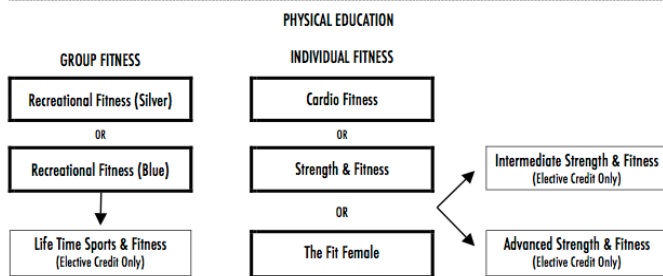 PHYSICAL EDUCATION
GROUP FITNESS
INDIVIDUAL FITNESS
Recreational Fitness (Silver)
Cardio Fitness
OR
OR
Recreational Fitness (Blue)
Strength & Fitness
Intermediate Strength & Fitness
(Elective Credit Only)
OR
Life Time Sports & Fitness
(Elective Credit Only)
The Fit Female
Advanced Strength & Fitness
(Elective Credit Only)